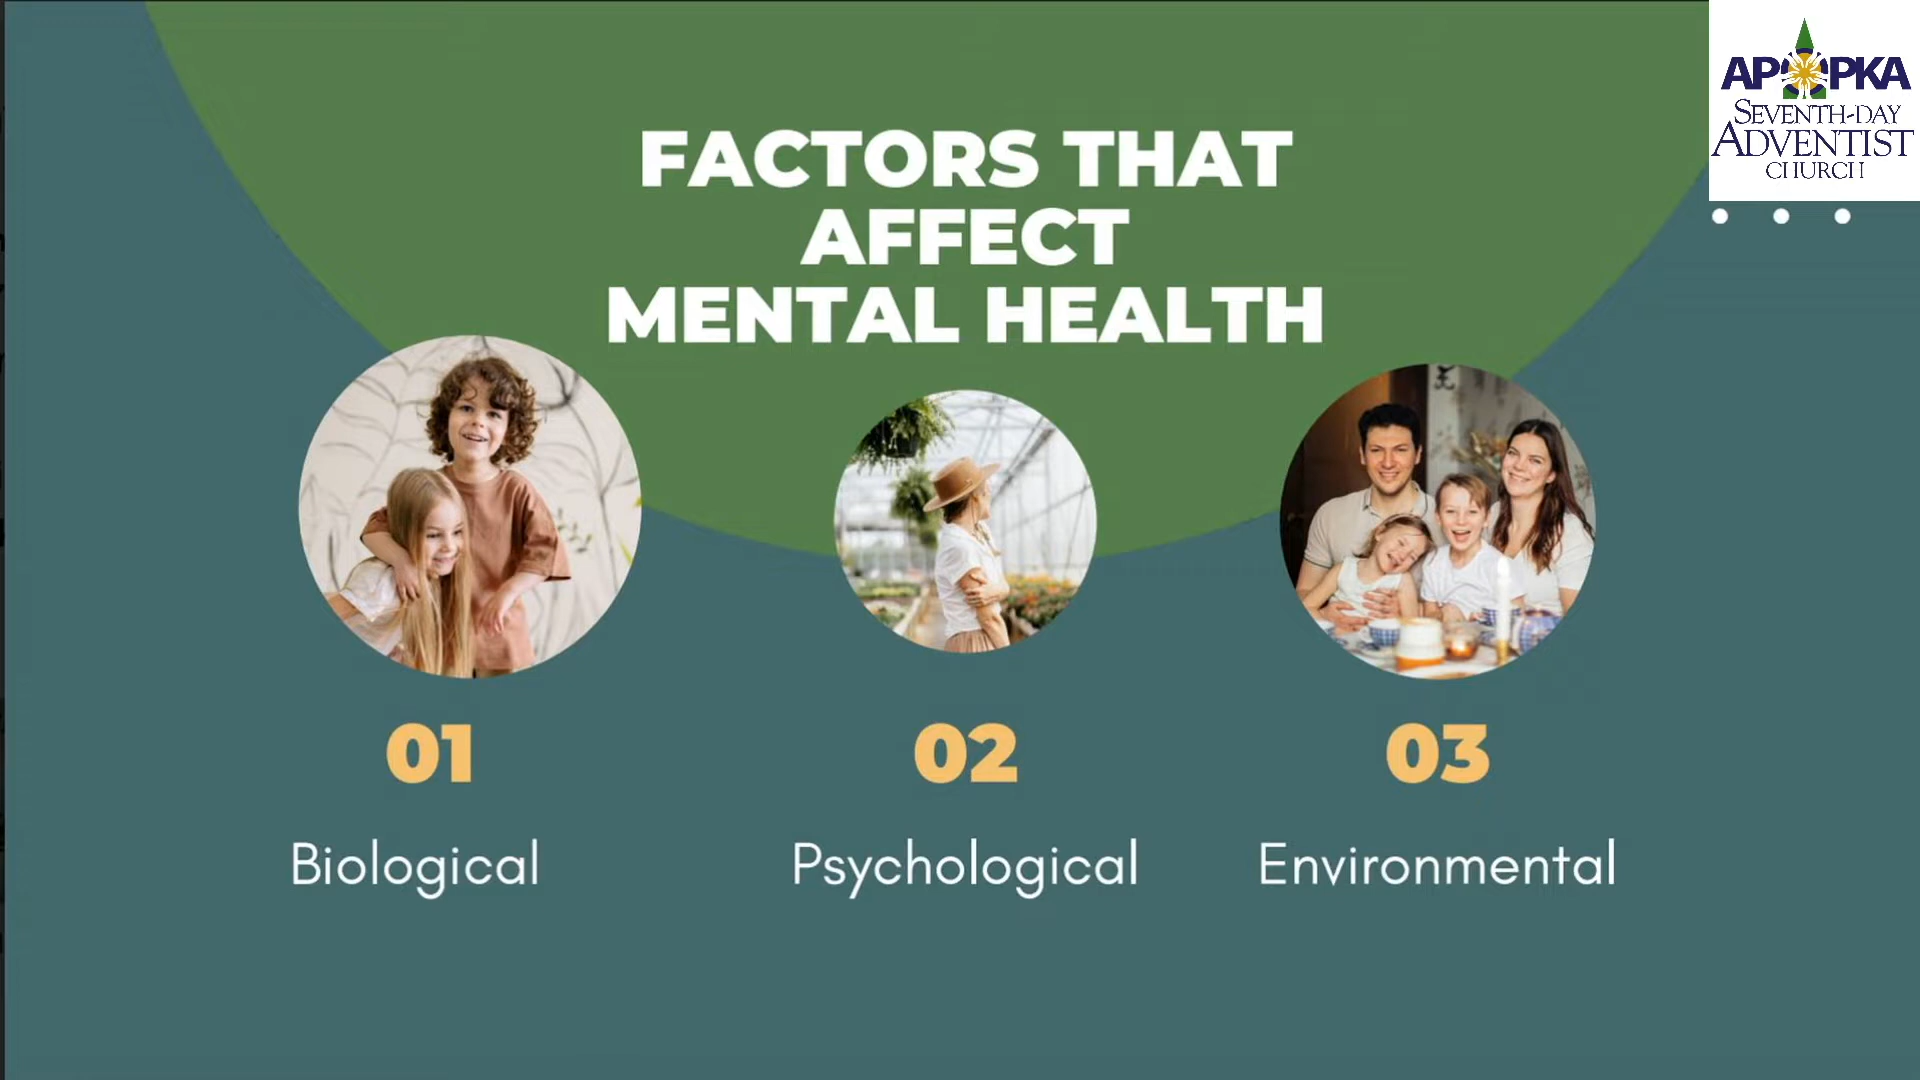 APOPKA
SEVENTH-DAY
ADVENTIST
CHURCH
FACTORS THAT
AFFECT
MENTAL HEALTH
01
02
03
Biological
Psychological
Environmental